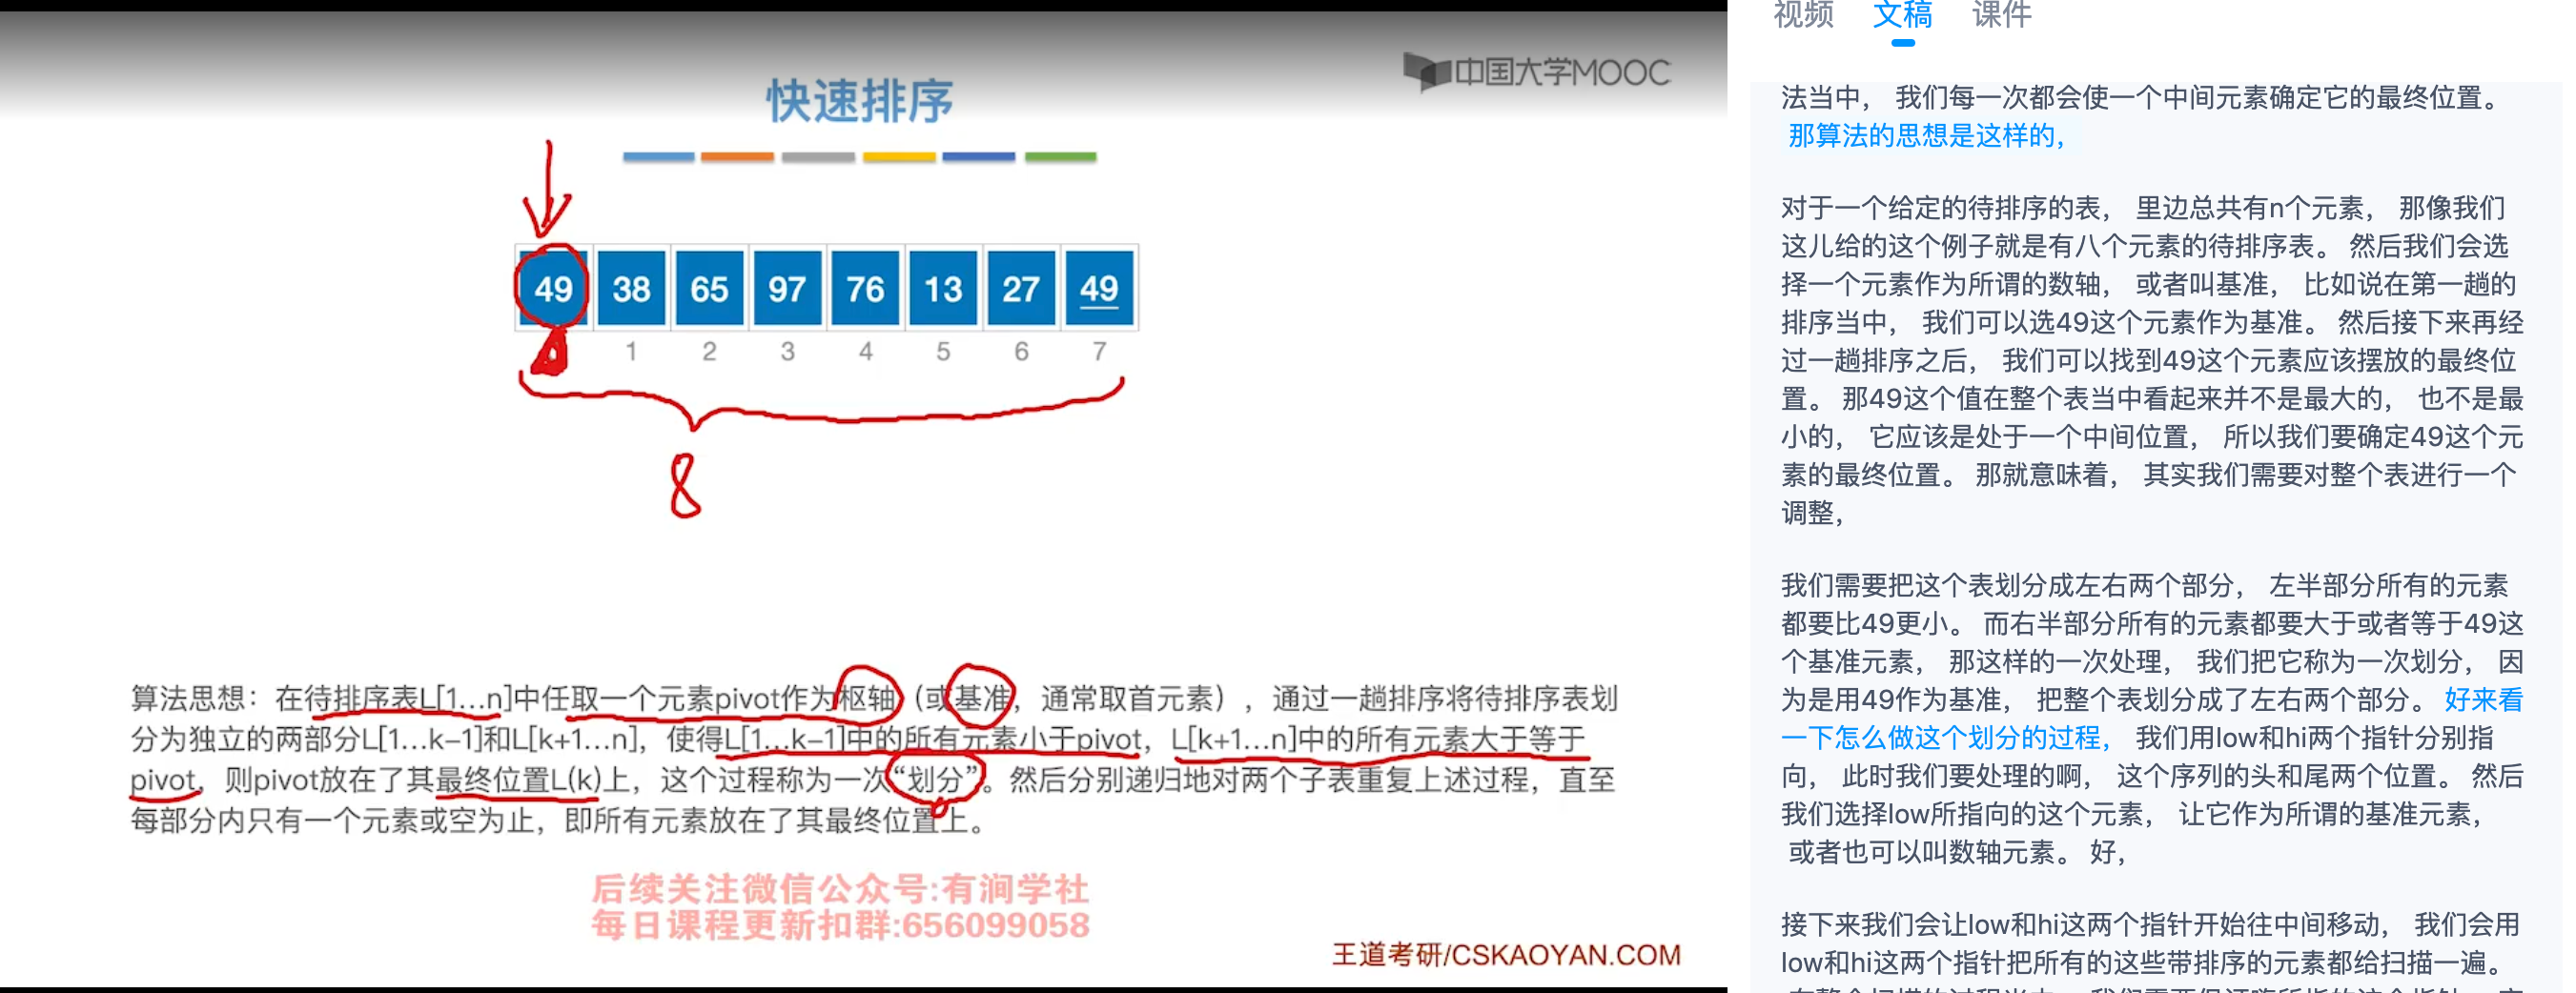 中国大学MOOC
快速排序
49 38 65 97 76 13 27 49
1 2 3 4 5 6 7
8
算法思想：在待排序表L[1…n]中任取一个元素pivot作为枢轴（或基准，通常取首元素），通过一趟排序将待排序表划
分为独立的两部分L[1…k–1]和L[k+1…n]，使得L[1…k–1]中的所有元素小于pivot，L[k+1…n]中的所有元素大于等于
pivot，则pivot放在了其最终位置L(k)上，这个过程称为一次“划分”。然后分别递归地对两个子表重复上述过程，直至
每部分内只有一个元素或空为止，即所有元素放在了其最终位置上。
后续关注微信公众号:有涧学社
每日课程更新扣群:656099058
王道考研/CSKAOYAN.COM
视频 文稿 课件
法当中， 我们每一次都会使一个中间元素确定它的最终位置。
那算法的思想是这样的，
对于一个给定的待排序的表， 里边总共有n个元素， 那像我们
这儿给的这个例子就是有八个元素的待排序表。 然后我们会选
择一个元素作为所谓的数轴， 或者叫基准， 比如说在第一趟的
排序当中， 我们可以选49这个元素作为基准。 然后接下来再经
过一趟排序之后， 我们可以找到49这个元素应该摆放的最终位
置。 那49这个值在整个表当中看起来并不是最大的， 也不是最
小的， 它应该是处于一个中间位置， 所以我们要确定49这个元
素的最终位置。 那就意味着， 其实我们需要对整个表进行一个
调整，
我们需要把这个表划分成左右两个部分， 左半部分所有的元素
都要比49更小。 而右半部分所有的元素都要大于或者等于49这
个基准元素， 那这样的一次处理， 我们把它称为一次划分， 因
为是用49作为基准， 把整个表划分成了左右两个部分。 好来看
一下怎么做这个划分的过程， 我们用low和hi两个指针分别指
向， 此时我们要处理的啊， 这个序列的头和尾两个位置。 然后
我们选择low所指向的这个元素， 让它作为所谓的基准元素，
或者也可以叫数轴元素。 好，
接下来我们会让low和hi这两个指针开始往中间移动， 我们会用
low和hi这两个指针把所有的这些带排序的元素都给扫描一遍。